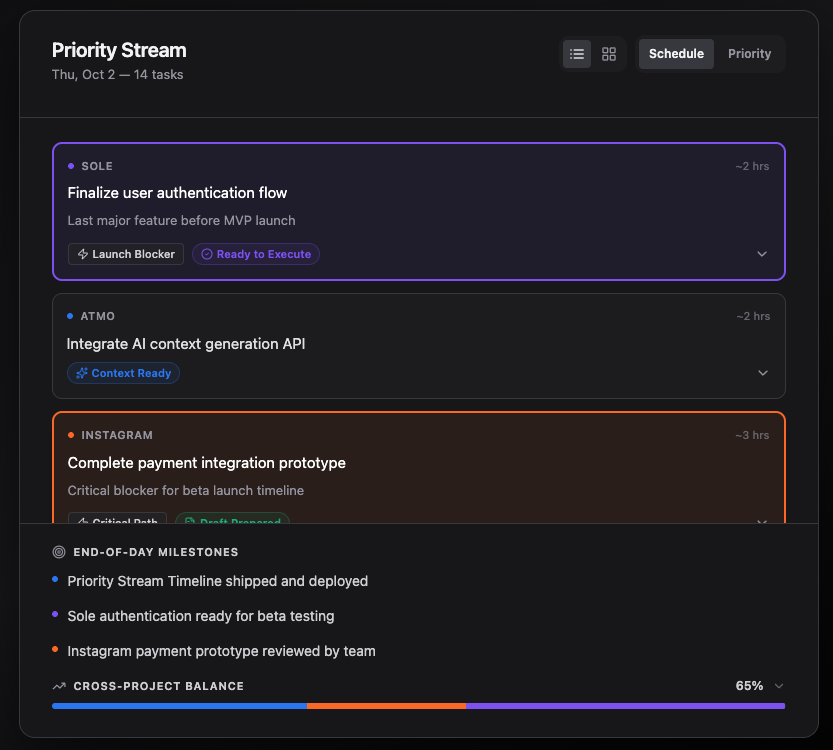 Priority Stream
Thu, Oct 2 — 14 tasks
Schedule
Priority
SOLE
~2 hrs
Finalize user authentication flow
Last major feature before MVP launch
Launch Blocker
Ready to Execute
ATMO
~2 hrs
Integrate AI context generation API
Context Ready
INSTAGRAM
~3 hrs
Complete payment integration prototype
Critical blocker for beta launch timeline
Critical Path
Draft Prepared
END-OF-DAY MILESTONES
Priority Stream Timeline shipped and deployed
Sole authentication ready for beta testing
Instagram payment prototype reviewed by team
CROSS-PROJECT BALANCE
65%